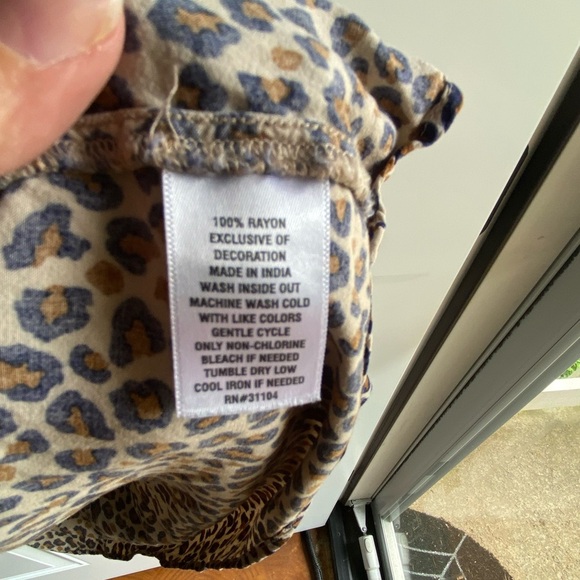 100% RAYON
EXCLUSIVE OF
DECORATION
MADE IN INDIA
WASH INSIDE OUT
MACHINE WASH COLD
WITH LIKE COLORS
GENTLE CYCLE
ONLY NON-CHLORINE
BLEACH IF NEEDED
TUMBLE DRY LOW
COOL IRON IF NEEDED
RN#31104